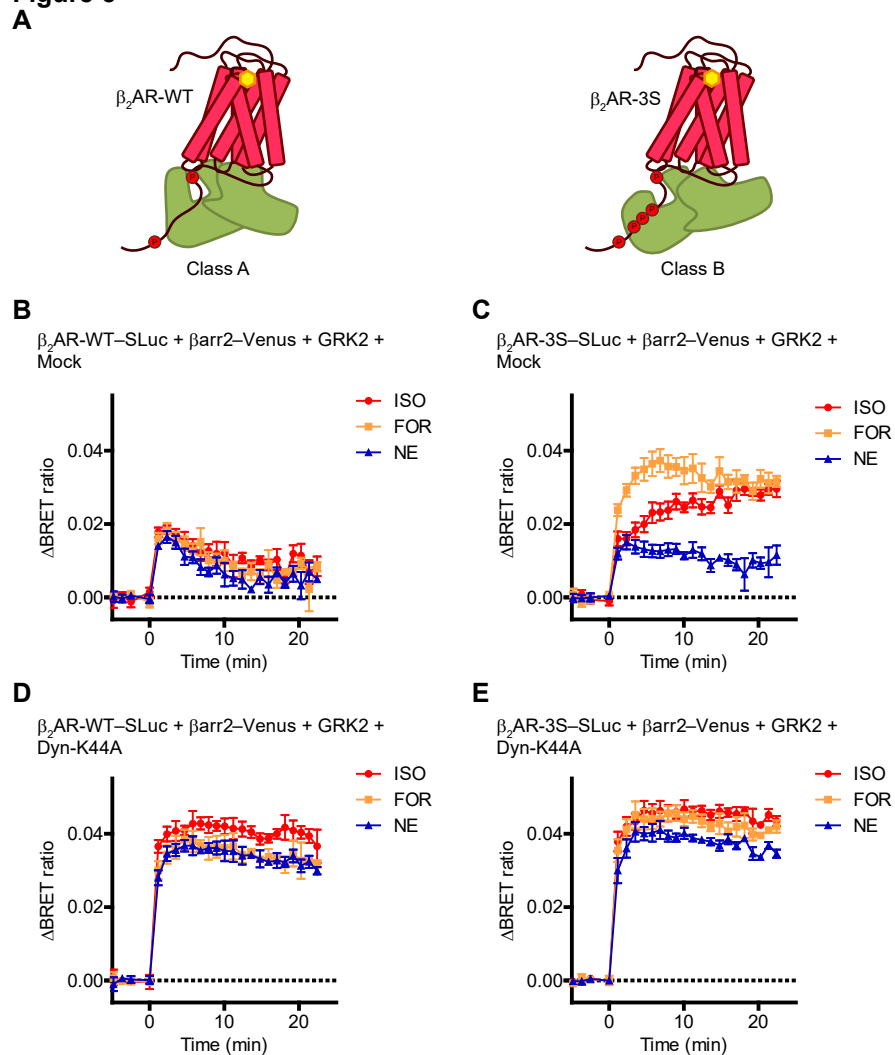 A
β2AR-WT
β2AR-3S
P
P
P
P
P
P
P
Class A
Class B
B
β2AR-WT–SLuc + βarr2–Venus + GRK2 +
Mock
ISO
FOR
NE
0.04
0.02
0.00
ΔBRET ratio
0
10
20
Time (min)
C
β2AR-3S–SLuc + βarr2–Venus + GRK2 +
Mock
ISO
FOR
NE
0.04
0.02
0.00
ΔBRET ratio
0
10
20
Time (min)
D
β2AR-WT–SLuc + βarr2–Venus + GRK2 +
Dyn-K44A
ISO
FOR
NE
0.04
0.02
0.00
ΔBRET ratio
0
10
20
Time (min)
E
β2AR-3S–SLuc + βarr2–Venus + GRK2 +
Dyn-K44A
ISO
FOR
NE
0.04
0.02
0.00
ΔBRET ratio
0
10
20
Time (min)